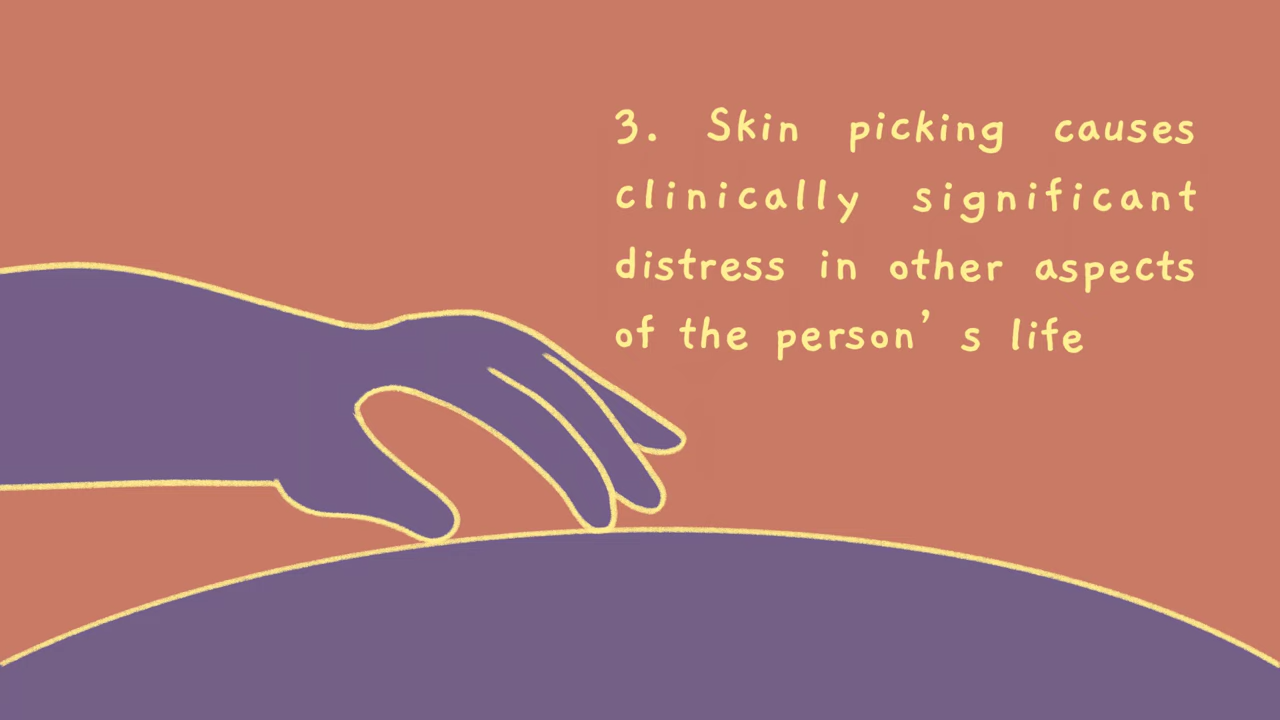 3. Skin picking causes
clinically significant
distress in other aspects
of the person’ s life